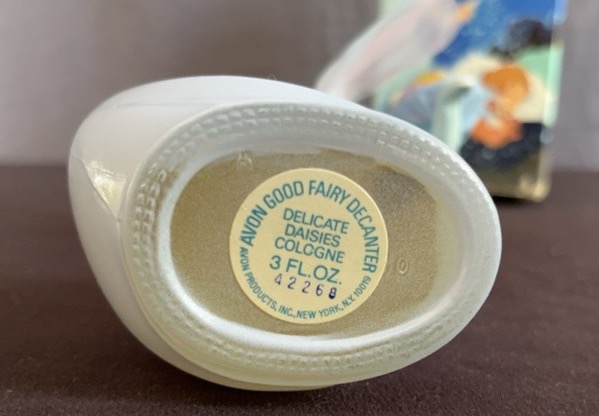 AVON GOOD FAIRY DECANTER
DELICATE
DAISIES
COLOGNE
3 FL. OZ.
42268
AVON PRODUCTS, INC., NEW YORK, N.Y. 10019